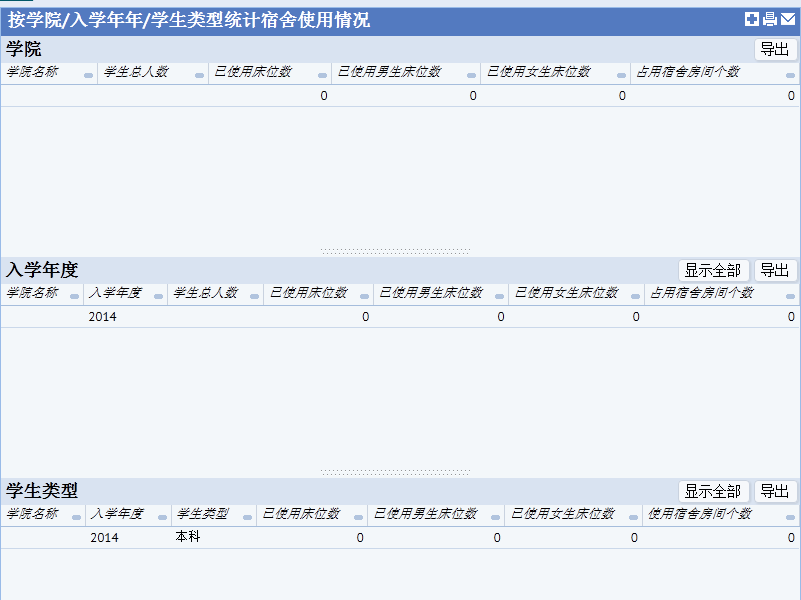 按学院/入学年年/学生类型统计宿舍使用情况
学院 导出
学院名称 学生总人数 已使用床位数 已使用男生床位数 已使用女生床位数 占用宿舍房间个数
0 0 0 0
入学年度 显示全部 导出
学院名称 入学年度 学生总人数 已使用床位数 已使用男生床位数 已使用女生床位数 占用宿舍房间个数
2014 0 0 0 0
学生类型 显示全部 导出
学院名称 入学年度 学生类型 已使用床位数 已使用男生床位数 已使用女生床位数 使用宿舍房间个数
2014 本科 0 0 0 0